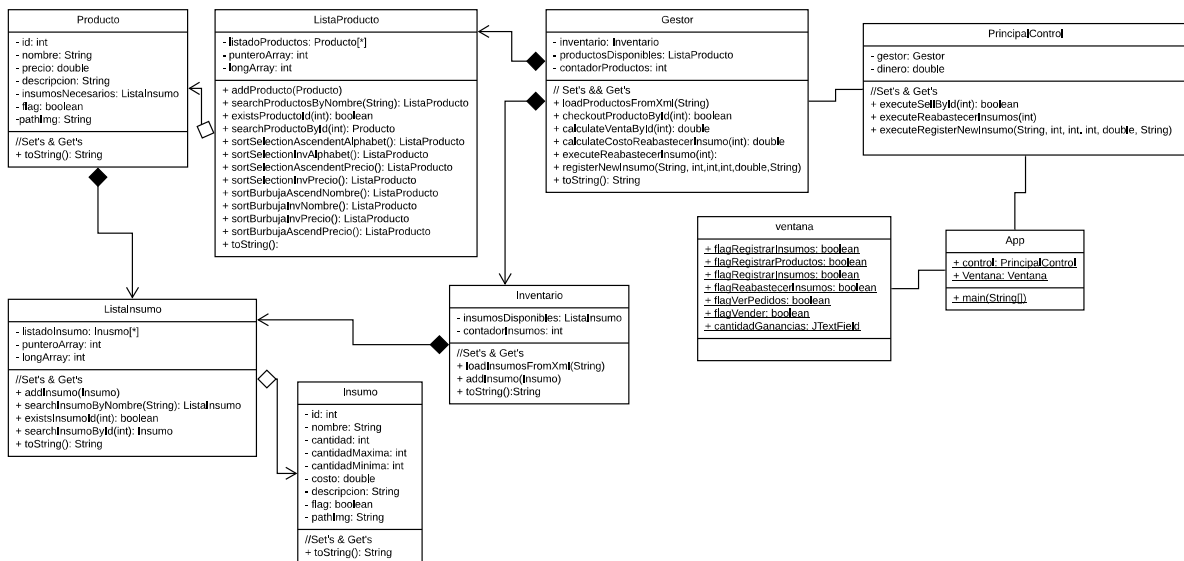 Producto
- id: int
- nombre: String
- precio: double
- descripcion: String
- insumosNecesarios: ListaInsumo
- flag: boolean
-pathImg: String
//Set's & Get's
+ toString(): String
ListaProducto
- listadoProductos: Producto[*]
- punteroArray: int
- longArray: int
+ addProducto(Producto)
+ searchProductosByNombre(String): ListaProducto
+ existsProductoId(int): boolean
+ searchProductoById(int): Producto
+ sortSelectionAscendentAlphabet(): ListaProducto
+ sortSelectionInvAlphabet(): ListaProducto
+ sortSelectionAscendentPrecio(): ListaProducto
+ sortSelectionInvPrecio(): ListaProducto
+ sortBurbujaAscendNombre(): ListaProducto
+ sortBurbujaInvNombre(): ListaProducto
+ sortBurbujaInvPrecio(): ListaProducto
+ sortBurbujaAscendPrecio(): ListaProducto
+ toString():
Gestor
- inventario: Inventario
- productosDisponibles: ListaProducto
- contadorProductos: int
// Set's && Get's
+ loadProductosFromXml(String)
+ checkoutProductoById(int): boolean
+ calculateVentaById(int): double
+ calculateCostoReabastecerInsumo(int): double
+ executeReabastecerInsumo(int):
+ registerNewInsumo(String, int,int,int,double,String)
+ toString(): String
PrincipalControl
- gestor: Gestor
- dinero: double
//Set's & Get's
+ executeSellById(int): boolean
+ executeReabastecerInsumos(int)
+ executeRegisterNewInsumo(String, int, int. int, double, String)
ventana
+ flagRegistrarInsumos: boolean
+ flagRegistrarProductos: boolean
+ flagRegistrarInsumos: boolean
+ flagReabastecerInsumos: boolean
+ flagVerPedidos: boolean
+ flagVender: boolean
+ cantidadGanancias: JTextField
App
+ control: PrincipalControl
+ Ventana: Ventana
+ main(String[])
ListaInsumo
- listadoInsumo: Inusmo[*]
- punteroArray: int
- longArray: int
//Set's & Get's
+ addInsumo(Insumo)
+ searchInsumoByNombre(String): ListaInsumo
+ existsInsumoId(int): boolean
+ searchInsumoById(int): Insumo
+ toString(): String
Inventario
- insumosDisponibles: ListaInsumo
- contadorInsumos: int
//Set's & Get's
+ loadInsumosFromXml(String)
+ addInsumo(Insumo)
+ toString():String
Insumo
- id: int
- nombre: String
- cantidad: int
- cantidadMaxima: int
- cantidadMinima: int
- costo: double
- descripcion: String
- flag: boolean
- pathImg: String
//Set's & Get's
+ toString(): String